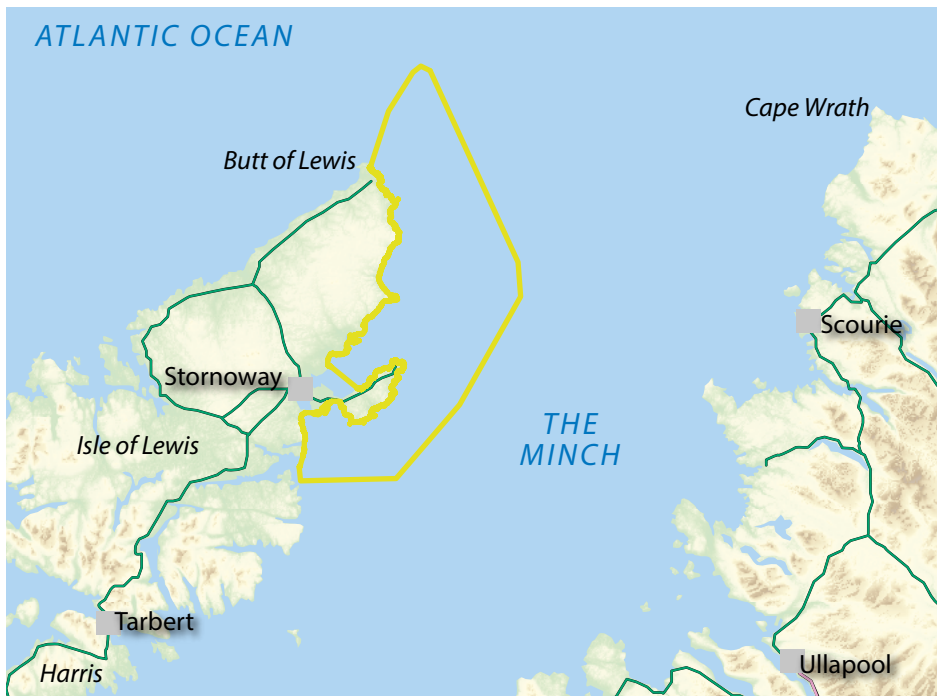 ATLANTIC OCEAN
Cape Wrath
Butt of Lewis
Scourie
Stornoway
THE
MINCH
Isle of Lewis
Tarbert
Ullapool
Harris